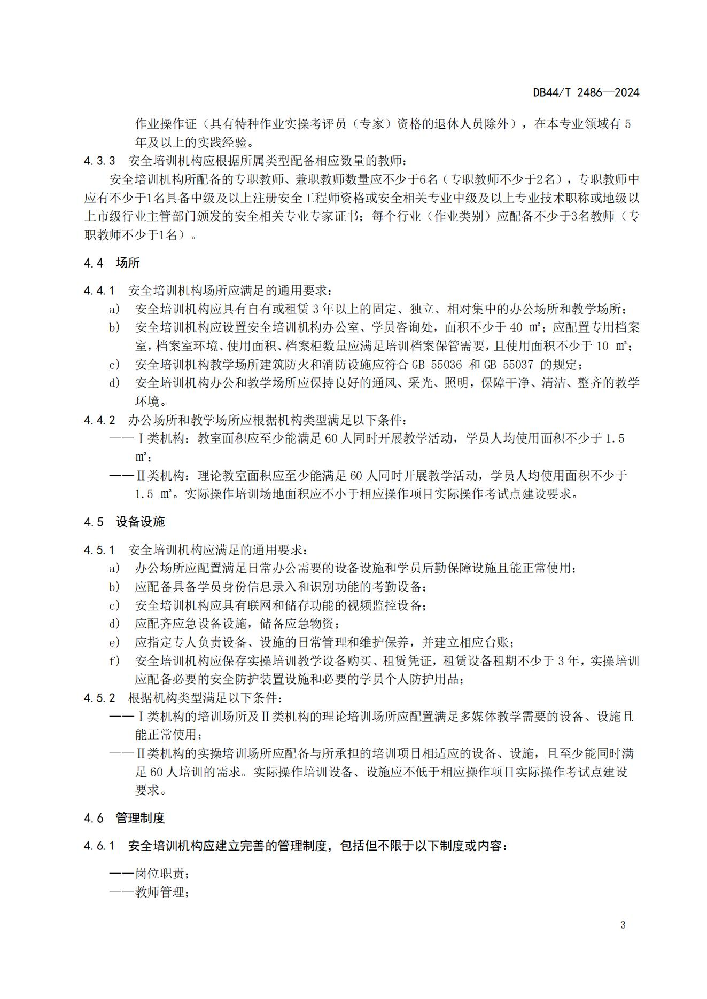 DB44/T 2486—2024
作业操作证（具有特种作业实操考评员（专家）资格的退休人员除外），在本专业领域有 5
年及以上的实践经验。
4.3.3 安全培训机构应根据所属类型配备相应数量的教师：
安全培训机构所配备的专职教师、兼职教师数量应不少于6名（专职教师不少于2名），专职教师中
应有不少于1名具备中级及以上注册安全工程师资格或安全相关专业中级及以上专业技术职称或地级以
上市级行业主管部门颁发的安全相关专业专家证书；每个行业（作业类别）应配备不少于3名教师（专
职教师不少于1名）。
4.4 场所
4.4.1 安全培训机构场所应满足的通用要求：
a) 安全培训机构应具有自有或租赁 3 年以上的固定、独立、相对集中的办公场所和教学场所；
b) 安全培训机构应设置安全培训机构办公室、学员咨询处，面积不少于 40 ㎡；应配置专用档案
室，档案室环境、使用面积、档案柜数量应满足培训档案保管需要，且使用面积不少于 10 ㎡；
c) 安全培训机构教学场所建筑防火和消防设施应符合 GB 55036 和 GB 55037 的规定；
d) 安全培训机构办公和教学场所应保持良好的通风、采光、照明，保障干净、清洁、整齐的教学
环境。
4.4.2 办公场所和教学场所应根据机构类型满足以下条件：
——Ⅰ类机构：教室面积应至少能满足 60 人同时开展教学活动，学员人均使用面积不少于 1.5
㎡；
——Ⅱ类机构：理论教室面积应至少能满足 60 人同时开展教学活动，学员人均使用面积不少于
1.5 ㎡。实际操作培训场地面积应不小于相应操作项目实际操作考试点建设要求。
4.5 设备设施
4.5.1 安全培训机构应满足的通用要求：
a) 办公场所应配置满足日常办公需要的设备设施和学员后勤保障设施且能正常使用；
b) 应配备具备学员身份信息录入和识别功能的考勤设备；
c) 安全培训机构应具有联网和储存功能的视频监控设备；
d) 应配齐应急设备设施，储备应急物资；
e) 应指定专人负责设备、设施的日常管理和维护保养，并建立相应台账；
f) 安全培训机构应保存实操培训教学设备购买、租赁凭证，租赁设备租期不少于 3 年，实操培训
应配备必要的安全防护装置设施和必要的学员个人防护用品；
4.5.2 根据机构类型满足以下条件：
——Ⅰ类机构的培训场所及Ⅱ类机构的理论培训场所应配置满足多媒体教学需要的设备、设施且
能正常使用；
——Ⅱ类机构的实操培训场所应配备与所承担的培训项目相适应的设备、设施，且至少能同时满
足 60 人培训的需求。实际操作培训设备、设施应不低于相应操作项目实际操作考试点建设
要求。
4.6 管理制度
4.6.1 安全培训机构应建立完善的管理制度，包括但不限于以下制度或内容：
——岗位职责；
——教师管理；
3